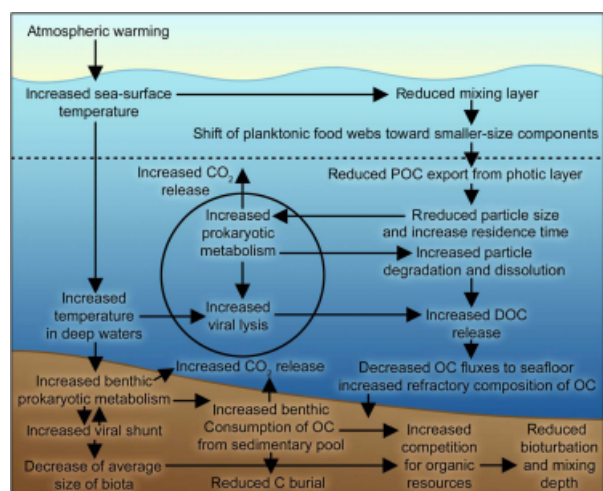 Atmospheric warming
Increased sea-surface
temperature
Reduced mixing layer
Shift of planktonic food webs toward smaller-size components
Increased CO₂
release
Reduced POC export from photic layer
Increased
prokaryotic
metabolism
Rreduced particle size
and increase residence time
Increased particle
degradation and dissolution
Increased
temperature
in deep waters
Increased
viral lysis
Increased DOC
release
Increased CO₂ release
Decreased OC fluxes to seafloor
increased refractory composition of OC
Increased benthic
prokaryotic metabolism
Increased viral shunt
Decrease of average
size of biota
Increased benthic
Consumption of OC
from sedimentary pool
Reduced C burial
Increased
competition
for organic
resources
Reduced
bioturbation
and mixing
depth